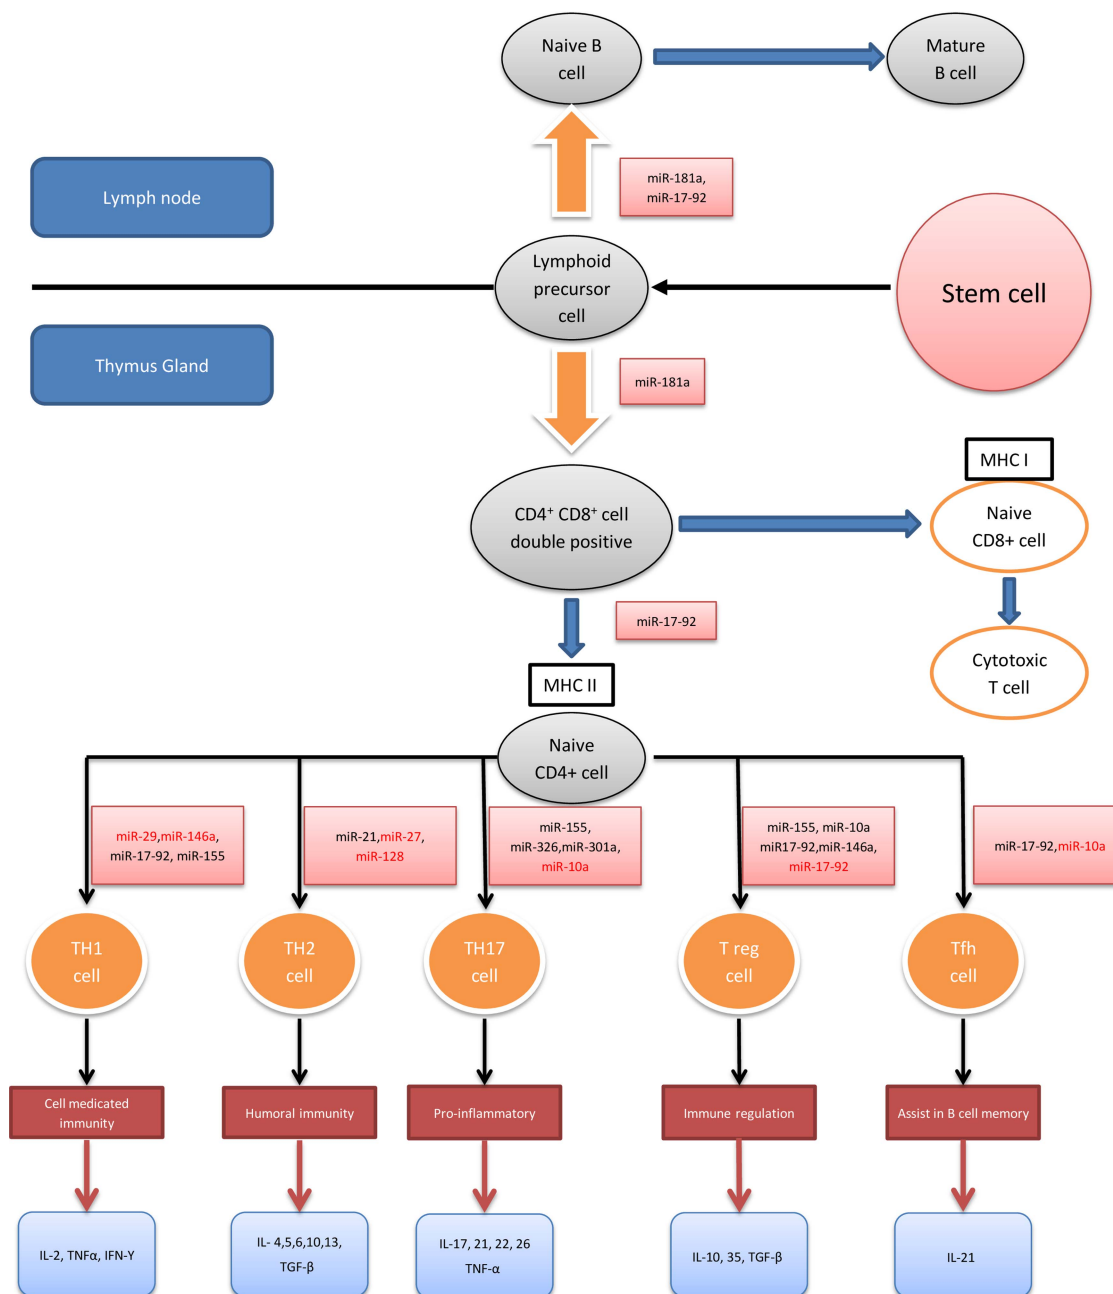 Naive B
cell
Mature
B cell
miR-181a,
miR-17-92
Lymph node
Lymphoid
precursor
cell
Stem cell
Thymus Gland
miR-181a
MHC I
CD4⁺ CD8⁺ cell
double positive
Naive
CD8+ cell
miR-17-92
Cytotoxic
T cell
MHC II
Naive
CD4+ cell
miR-29,miR-146a,
miR-17-92, miR-155
miR-21,miR-27,
miR-128
miR-155,
miR-326,miR-301a,
miR-10a
miR-155, miR-10a
miR17-92,miR-146a,
miR-17-92
miR-17-92,miR-10a
TH1
cell
TH2
cell
TH17
cell
T reg
cell
Tfh
cell
Cell medicated
immunity
Humoral immunity
Pro-inflammatory
Immune regulation
Assist in B cell memory
IL-2, TNFα, IFN-Y
IL- 4,5,6,10,13,
TGF-β
IL-17, 21, 22, 26
TNF-α
IL-10, 35, TGF-β
IL-21